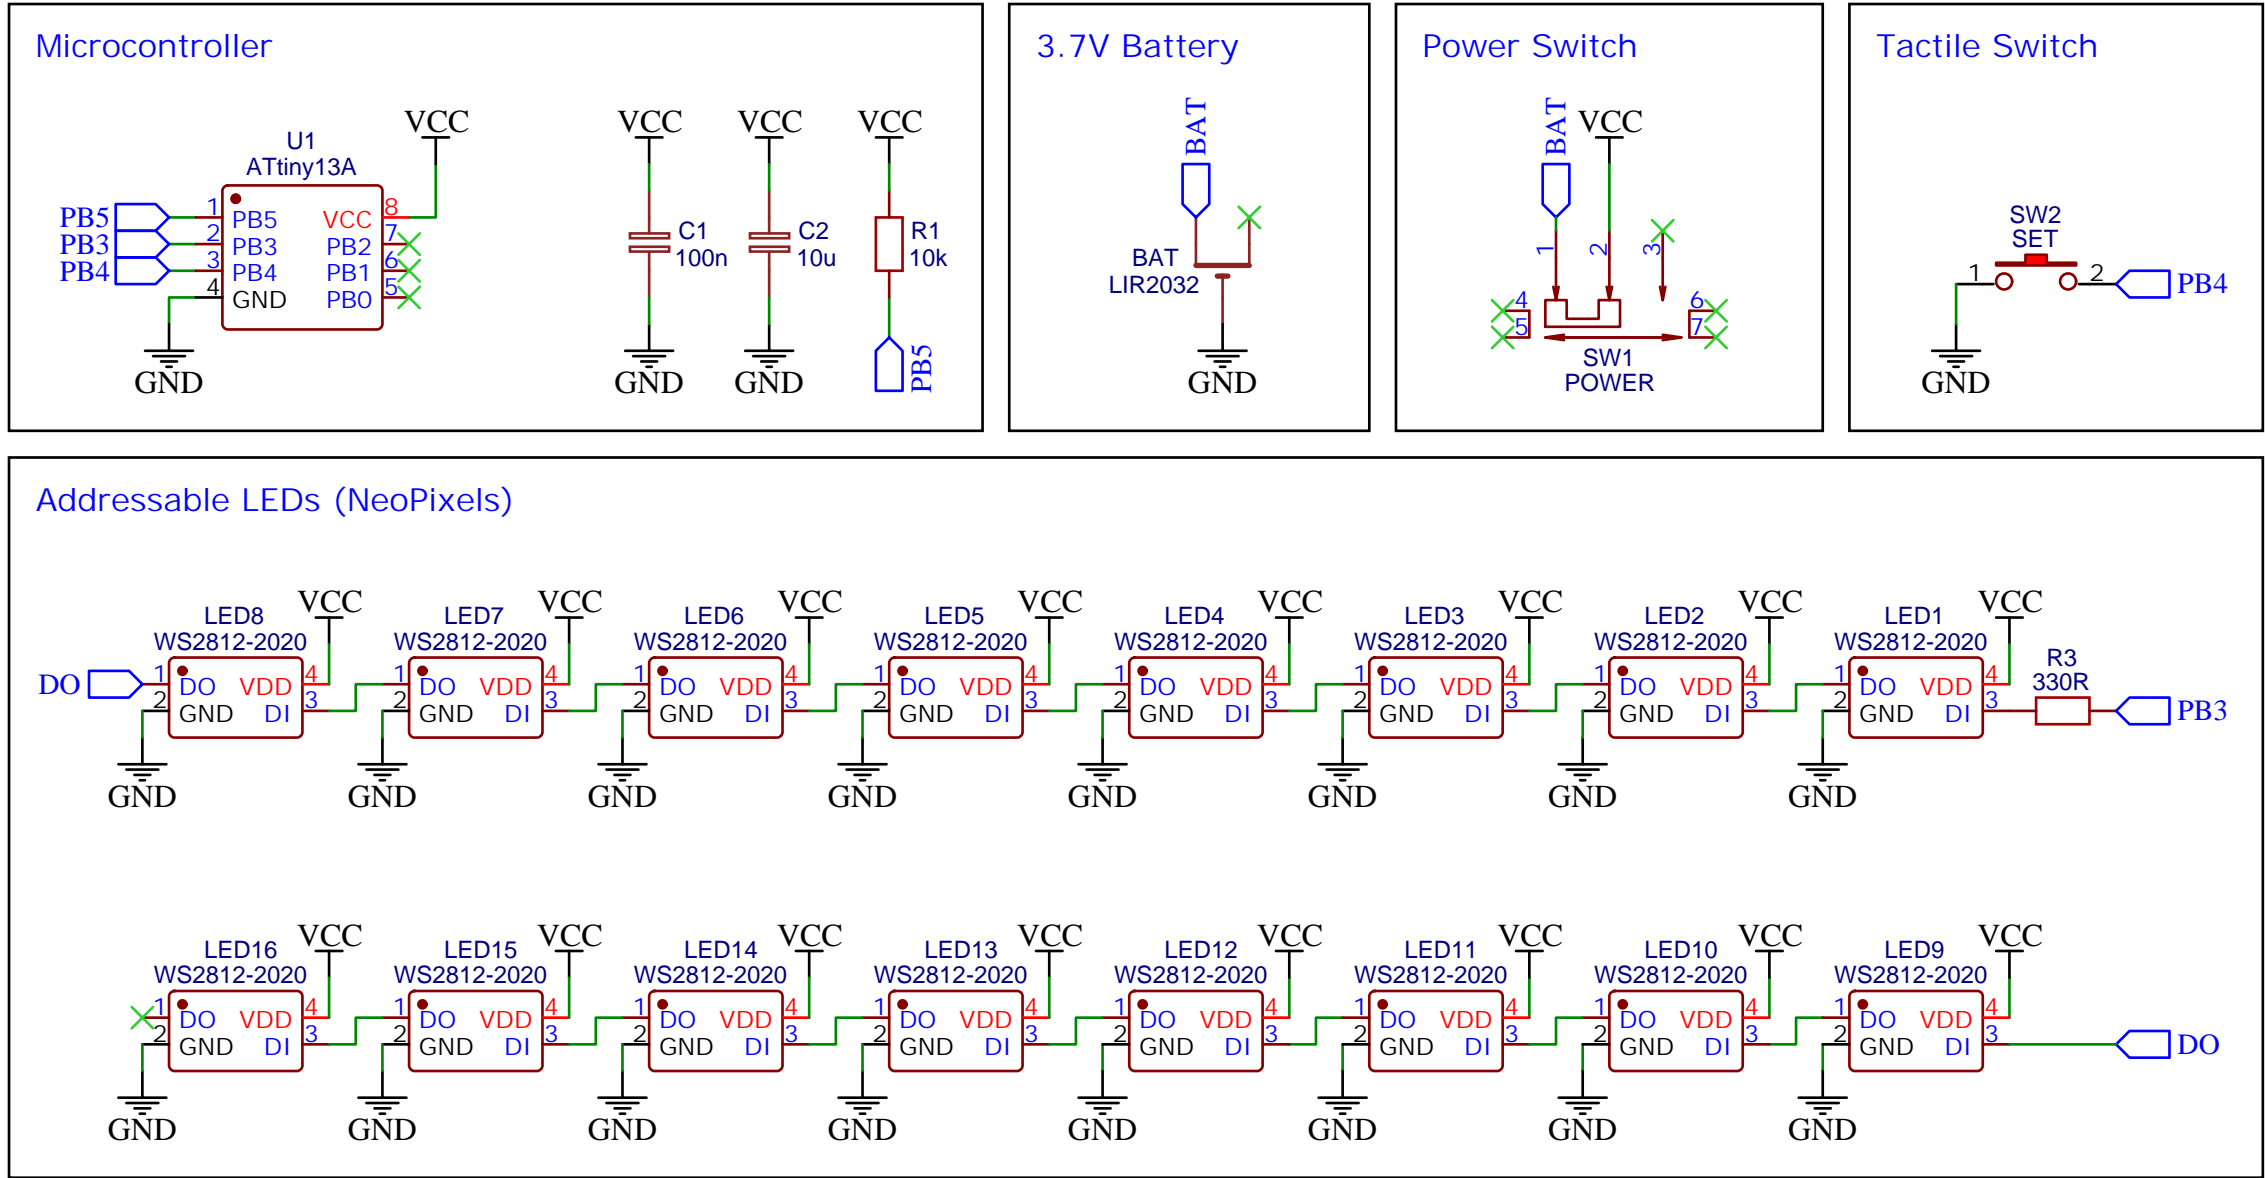 Microcontroller
VCC
U1
ATtiny13A
PB5 1 PB5 VCC 8
PB3 2 PB3 PB2 7
PB4 3 PB4 PB1 6
4 GND PB0 5
GND
VCC
C1
100n
GND
VCC
C2
10u
GND
VCC
R1
10k
PB5
3.7V Battery
BAT
BAT
LIR2032
GND
Power Switch
BAT
VCC
1 2 3
4 6
5 7
SW1
POWER
Tactile Switch
SW2
SET
1 2 PB4
GND
Addressable LEDs (NeoPixels)
LED8 VCC LED7 VCC LED6 VCC LED5 VCC LED4 VCC LED3 VCC LED2 VCC LED1 VCC
WS2812-2020 WS2812-2020 WS2812-2020 WS2812-2020 WS2812-2020 WS2812-2020 WS2812-2020 WS2812-2020
R3
330R
DO 1 DO VDD 4 1 DO VDD 4 1 DO VDD 4 1 DO VDD 4 1 DO VDD 4 1 DO VDD 4 1 DO VDD 4 1 DO VDD 4
2 GND DI 3 2 GND DI 3 2 GND DI 3 2 GND DI 3 2 GND DI 3 2 GND DI 3 2 GND DI 3 2 GND DI 3 PB3
GND GND GND GND GND GND GND GND
LED16 VCC LED15 VCC LED14 VCC LED13 VCC LED12 VCC LED11 VCC LED10 VCC LED9 VCC
WS2812-2020 WS2812-2020 WS2812-2020 WS2812-2020 WS2812-2020 WS2812-2020 WS2812-2020 WS2812-2020
1 DO VDD 4 1 DO VDD 4 1 DO VDD 4 1 DO VDD 4 1 DO VDD 4 1 DO VDD 4 1 DO VDD 4 1 DO VDD 4
2 GND DI 3 2 GND DI 3 2 GND DI 3 2 GND DI 3 2 GND DI 3 2 GND DI 3 2 GND DI 3 2 GND DI 3 DO
GND GND GND GND GND GND GND GND